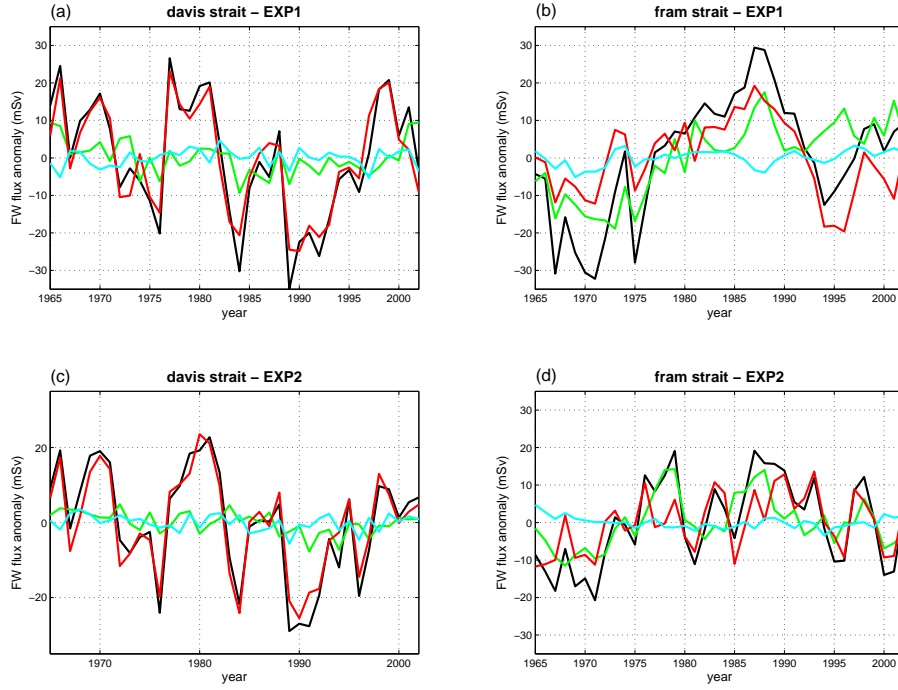 (a) davis strait − EXP1
FW flux anomaly (mSv)
30
20
10
0
−10
−20
−30
1965 1970 1975 1980 1985 1990 1995 2000
year
(b) fram strait − EXP1
FW flux anomaly (mSv)
30
20
10
0
−10
−20
−30
1965 1970 1975 1980 1985 1990 1995 2000
year
(c) davis strait − EXP2
FW flux anomaly (mSv)
20
0
−20
1970 1980 1990 2000
year
(d) fram strait − EXP2
FW flux anomaly (mSv)
30
20
10
0
−10
−20
−30
1965 1970 1975 1980 1985 1990 1995 2000
year